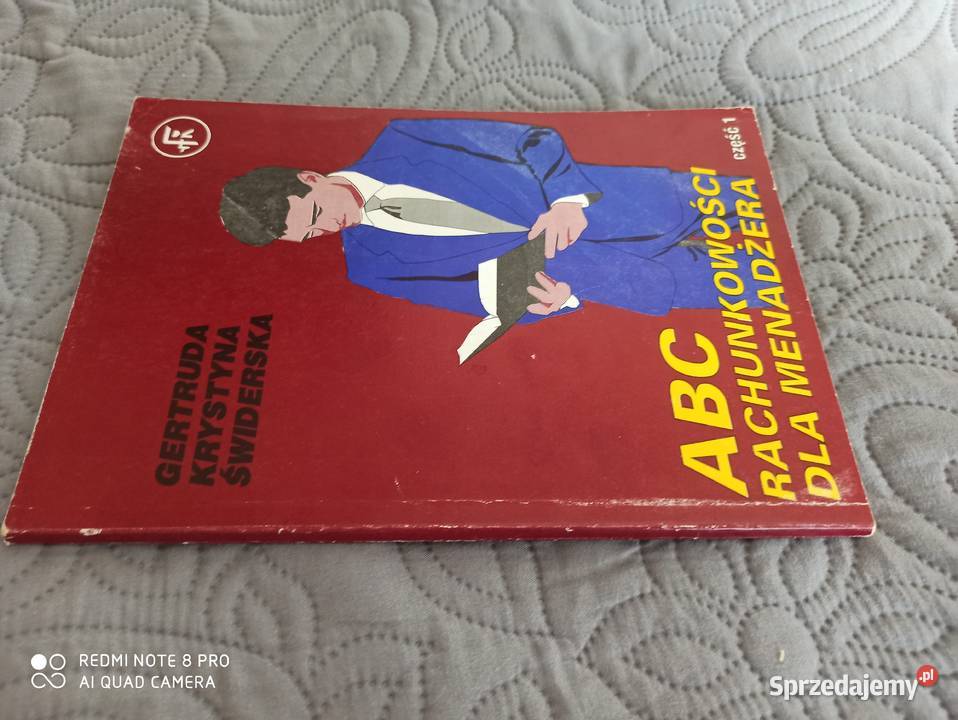 GERTRUDA
KRYSTYNA
ŚWIDERSKA
ABC
RACHUNKOWOŚCI
DLA MENADŻERA
część 1
REDMI NOTE 8 PRO
AI QUAD CAMERA
Sprzedajemy.pl